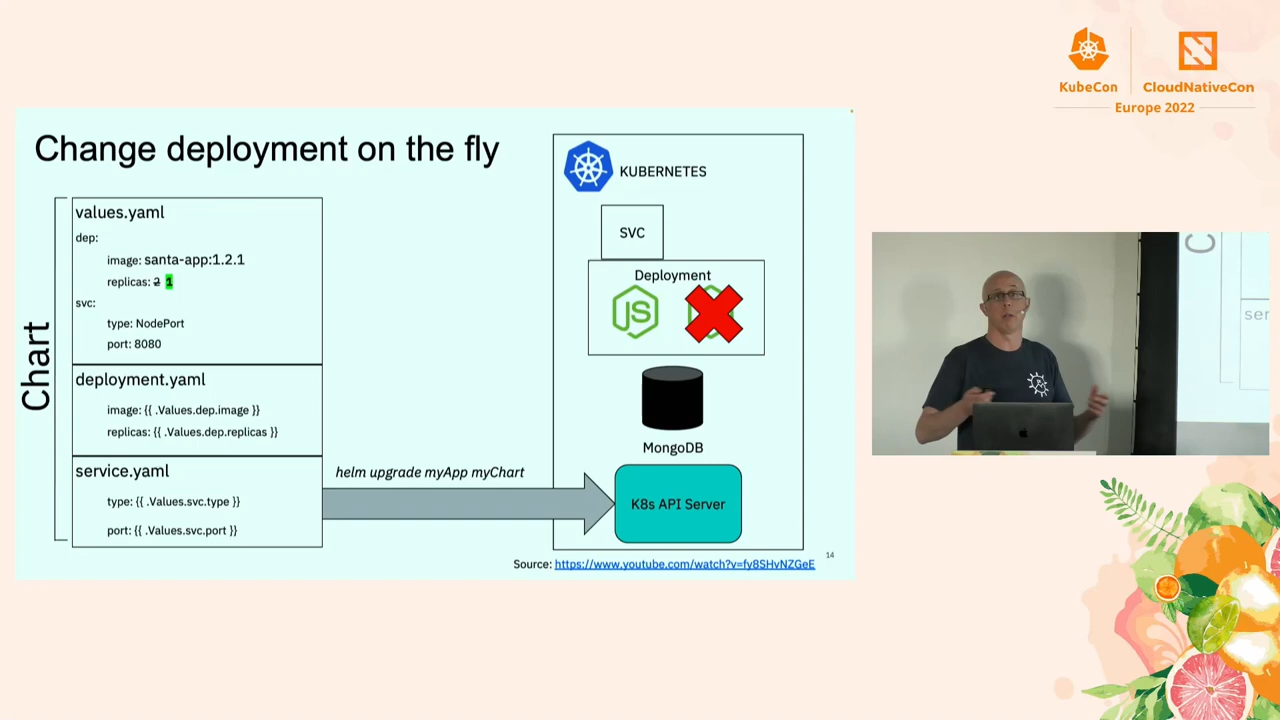 KubeCon
CloudNativeCon
Europe 2022
Change deployment on the fly
Chart
values.yaml
dep:
image: santa-app:1.2.1
replicas: 2 1
svc:
type: NodePort
port: 8080
deployment.yaml
image: {{ .Values.dep.image }}
replicas: {{ .Values.dep.replicas }}
service.yaml
type: {{ .Values.svc.type }}
port: {{ .Values.svc.port }}
helm upgrade myApp myChart
KUBERNETES
SVC
Deployment
JS
MongoDB
K8s API Server
Source: https://www.youtube.com/watch?v=fy8SHvNZGeE
14
C
ser